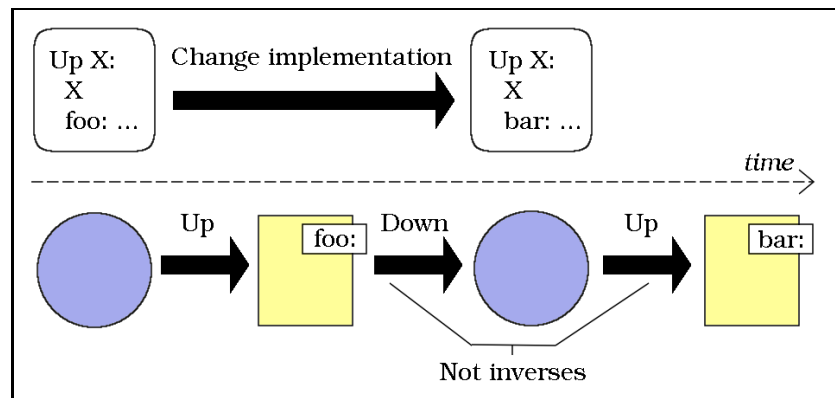 Up X:
X
foo: ...
Change implementation
Up X:
X
bar: ...
time
Up
foo:
Down
Up
bar:
Not inverses